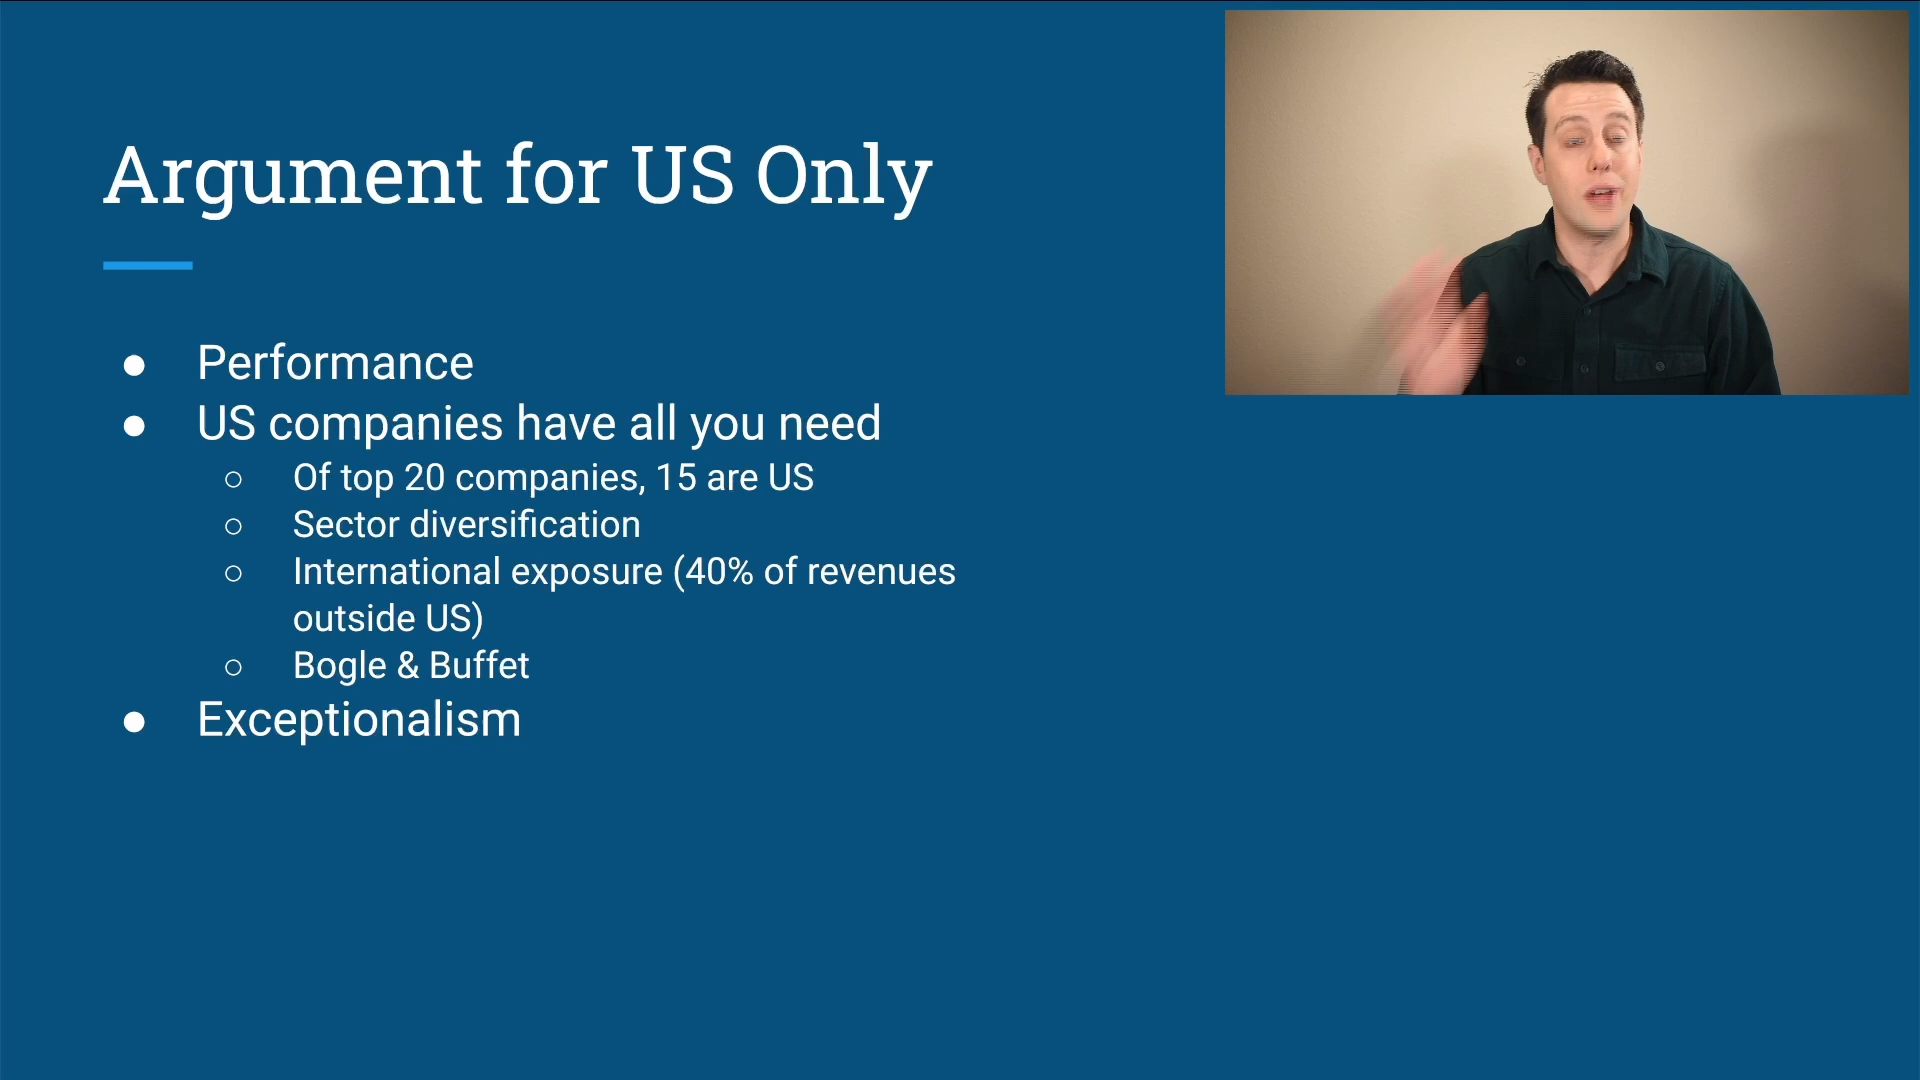 Argument for US Only
● Performance
● US companies have all you need
○ Of top 20 companies, 15 are US
○ Sector diversification
○ International exposure (40% of revenues
outside US)
○ Bogle & Buffet
● Exceptionalism